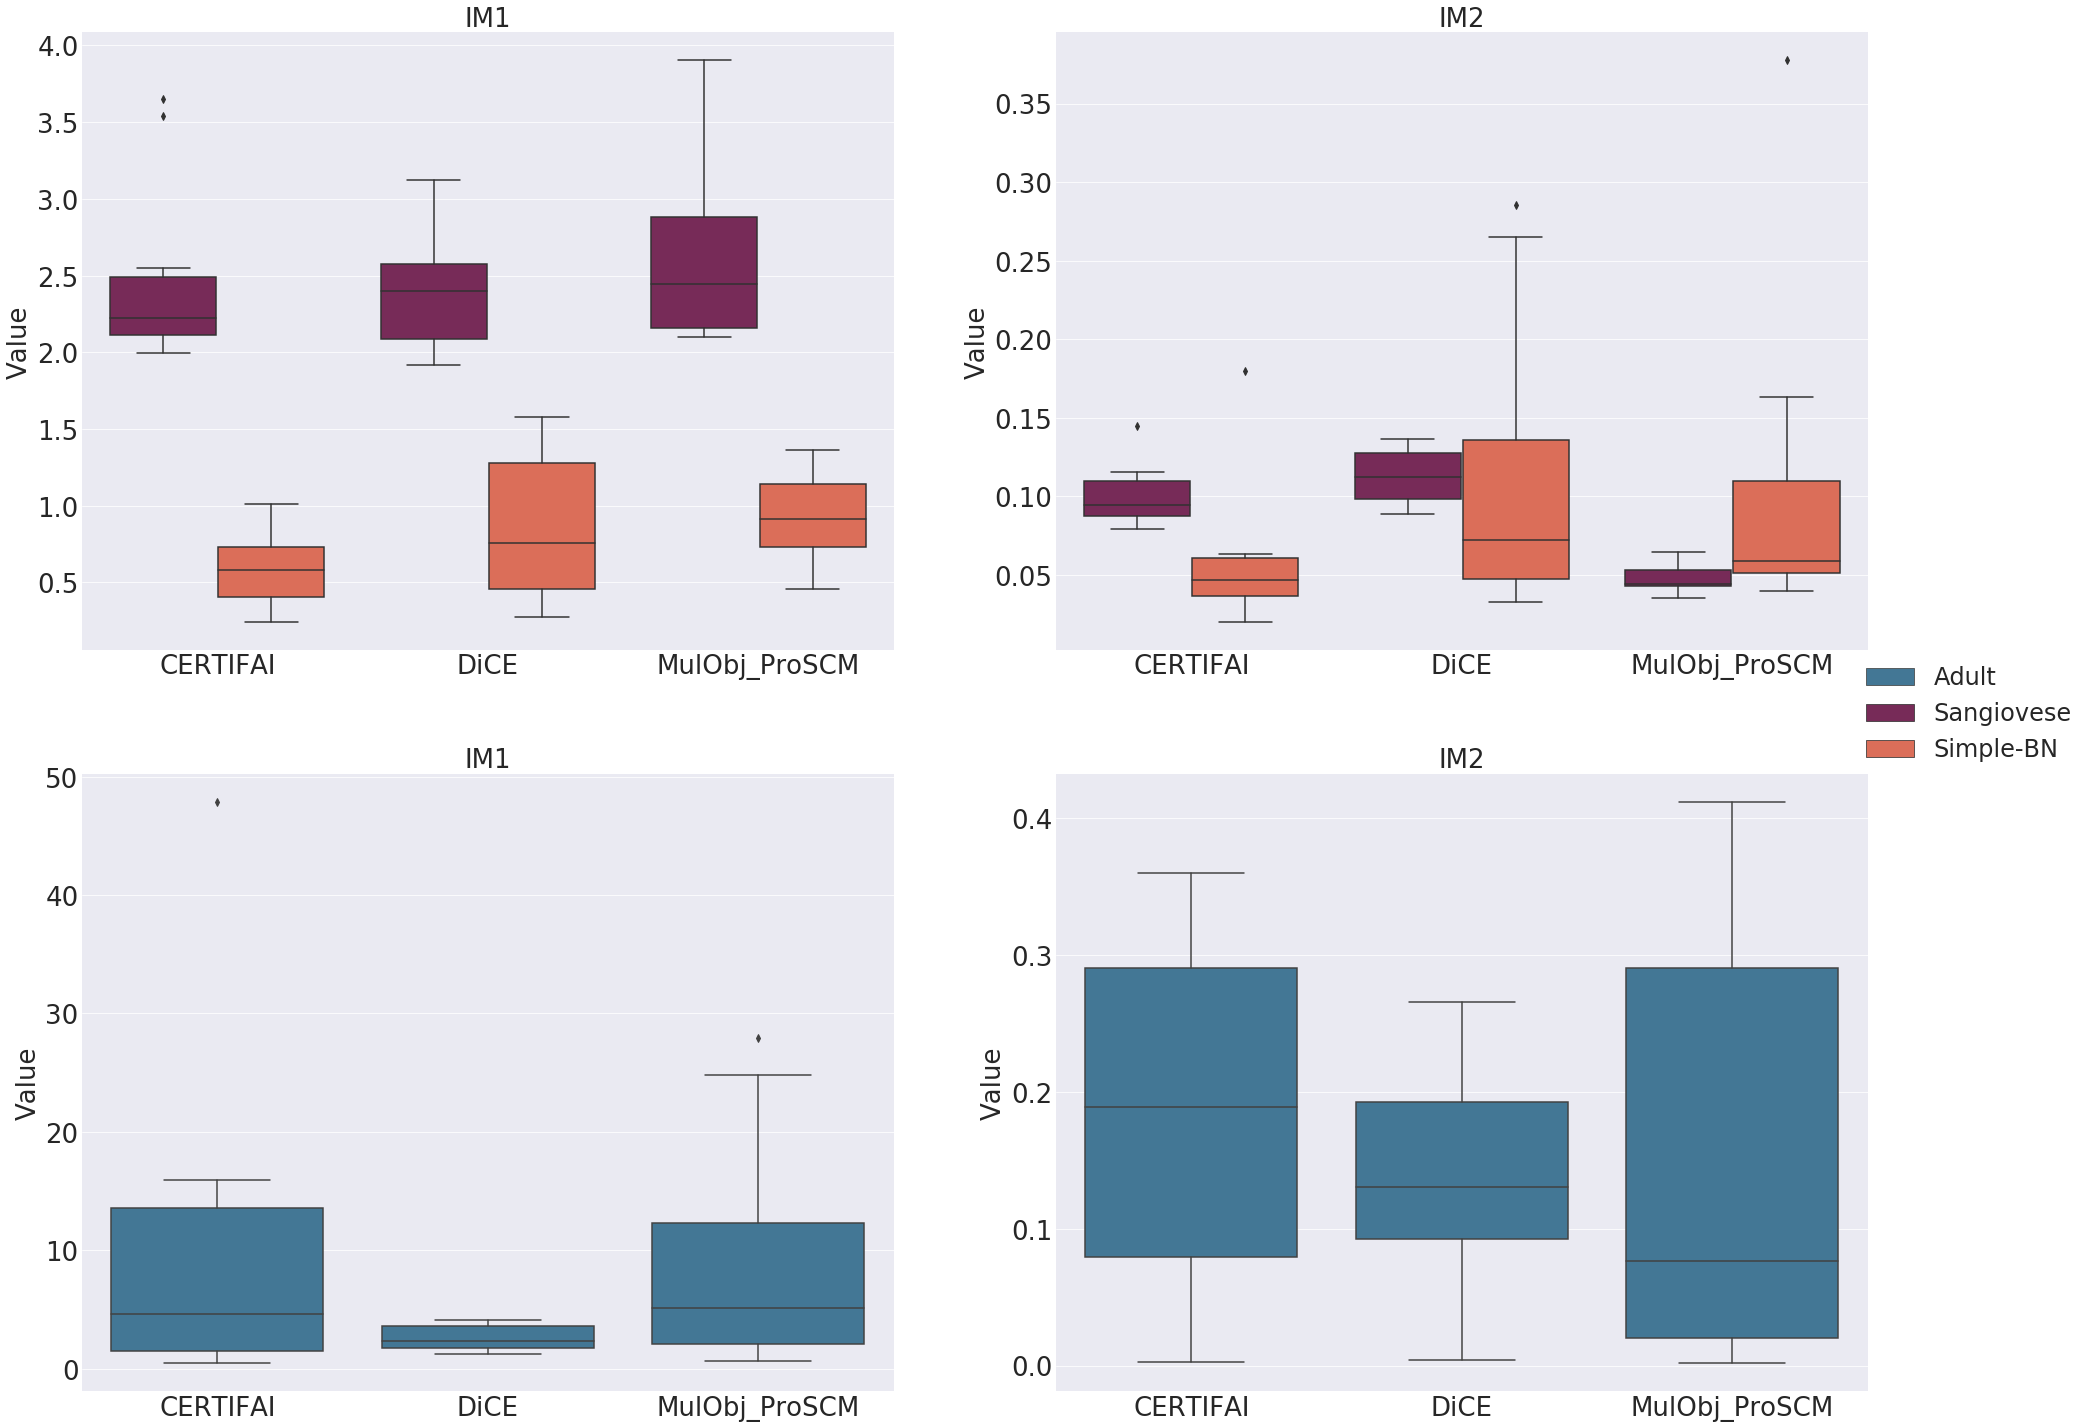 IM1
4.0
3.5
3.0
2.5
2.0
1.5
1.0
0.5
Value
CERTIFAI DiCE MulObj_ProSCM
IM2
0.35
0.30
0.25
0.20
0.15
0.10
0.05
Value
CERTIFAI DiCE MulObj_ProSCM
Adult
Sangiovese
Simple-BN
IM1
50
40
30
20
10
0
Value
CERTIFAI DiCE MulObj_ProSCM
IM2
0.4
0.3
0.2
0.1
0.0
Value
CERTIFAI DiCE MulObj_ProSCM